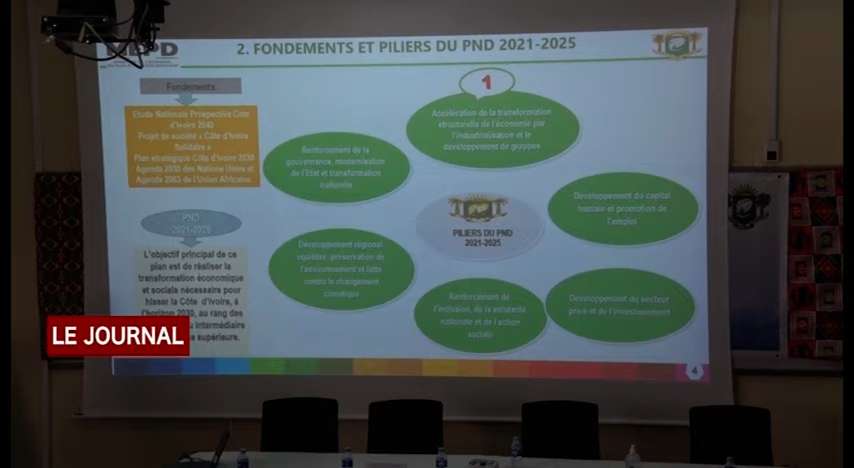 MEPD
2. FONDEMENTS ET PILIERS DU PND 2021-2025
Fondements
Etude Nationale Prospective Côte
d'Ivoire 2040
Projet de société « Côte d'Ivoire
Solidaire »
Plan stratégique Côte d'Ivoire 2030
Agenda 2030 des Nations Unies et
Agenda 2063 de l'Union Africaine
PND
2021-2025
L'objectif principal de ce
plan est de réaliser la
transformation économique
et sociale nécessaire pour
hisser la Côte d'Ivoire, à
l'horizon 2030, au rang des
intermédiaire
supérieure.
1
Accélération de la transformation
structurelle de l'économie par
l'industrialisation et le
développement de grappes
Renforcement de la
gouvernance, modernisation
de l'Etat et transformation
culturelle
Développement du capital
humain et promotion de
l'emploi
PILIERS DU PND
2021-2025
Développement régional
équilibré, préservation de
l'environnement et lutte
contre le changement
climatique
Renforcement de
l'inclusion, de la solidarité
nationale et de l'action
sociale
Développement du secteur
privé et de l'investissement
4
LE JOURNAL